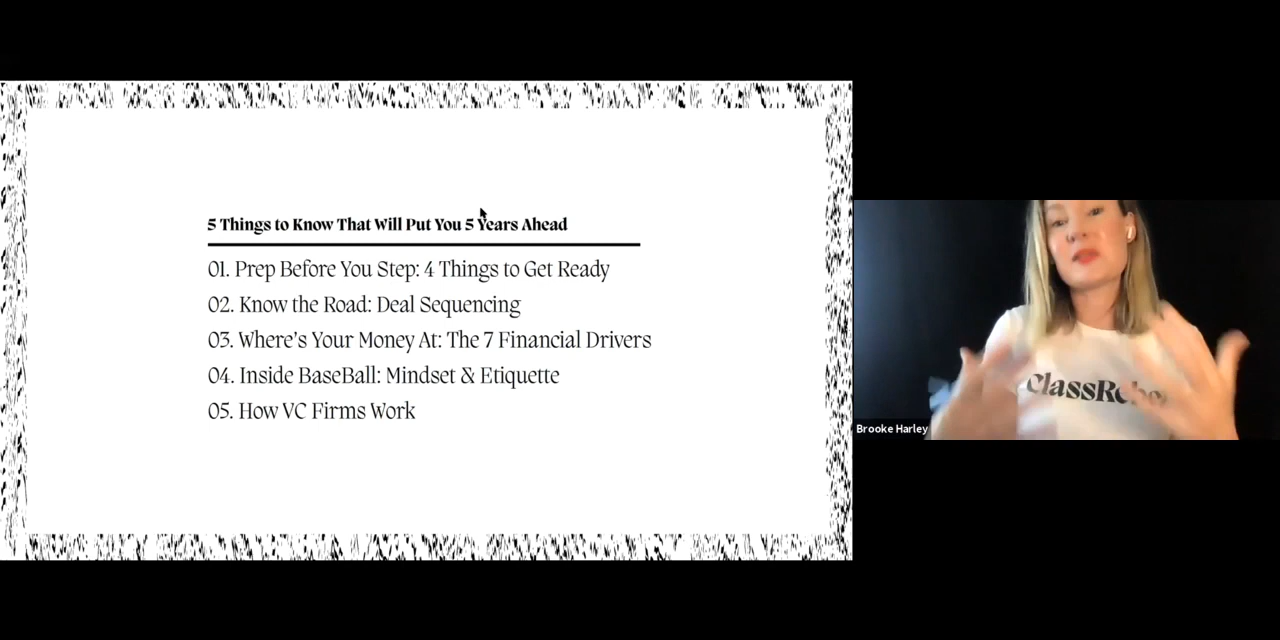 5 Things to Know That Will Put You 5 Years Ahead
01. Prep Before You Step: 4 Things to Get Ready
02. Know the Road: Deal Sequencing
03. Where's Your Money At: The 7 Financial Drivers
04. Inside BaseBall: Mindset & Etiquette
05. How VC Firms Work
Brooke Harley